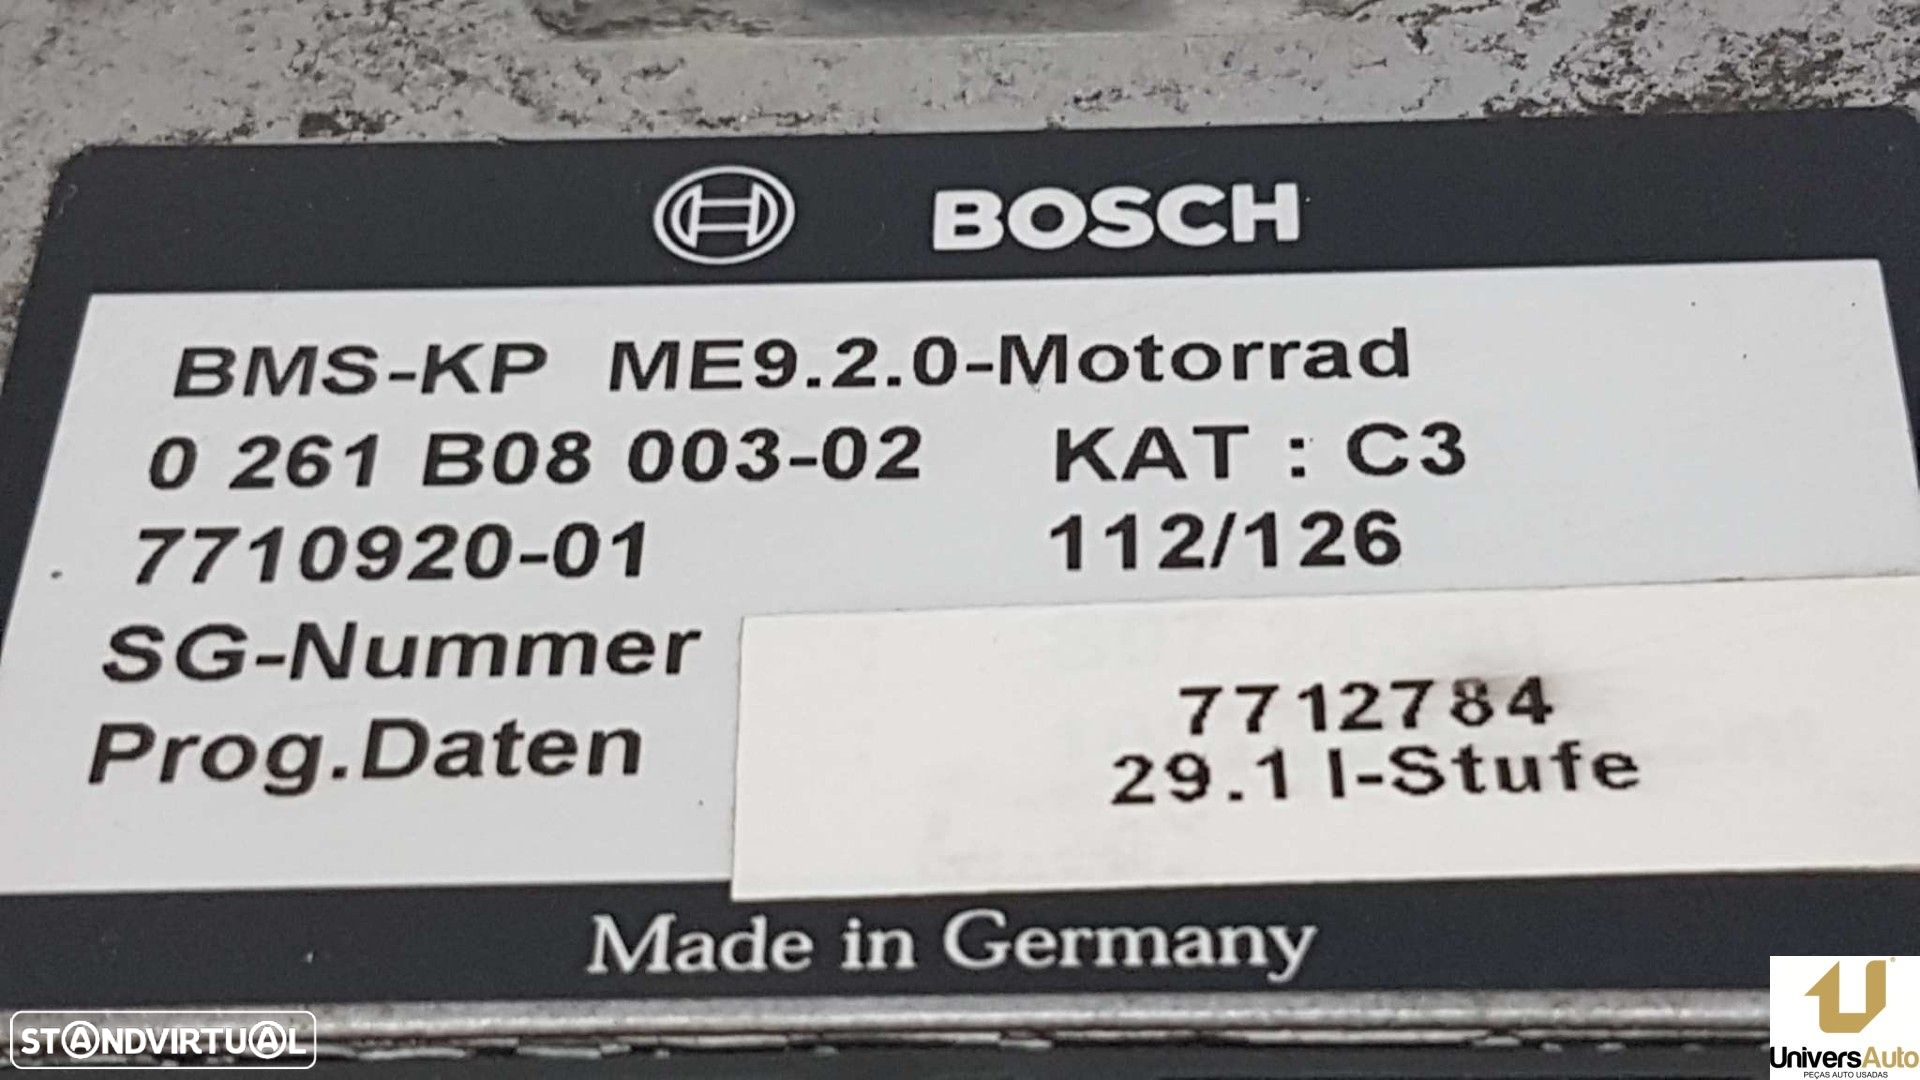 BOSCH
BMS-KP ME9.2.0-Motorrad
0 261 B08 003-02 KAT : C3
7710920-01 112/126
SG-Nummer 7712784
Prog.Daten 29.1 I-Stufe
Made in Germany
STANDVIRTUAL
UniversAuto
PEÇAS AUTO USADAS